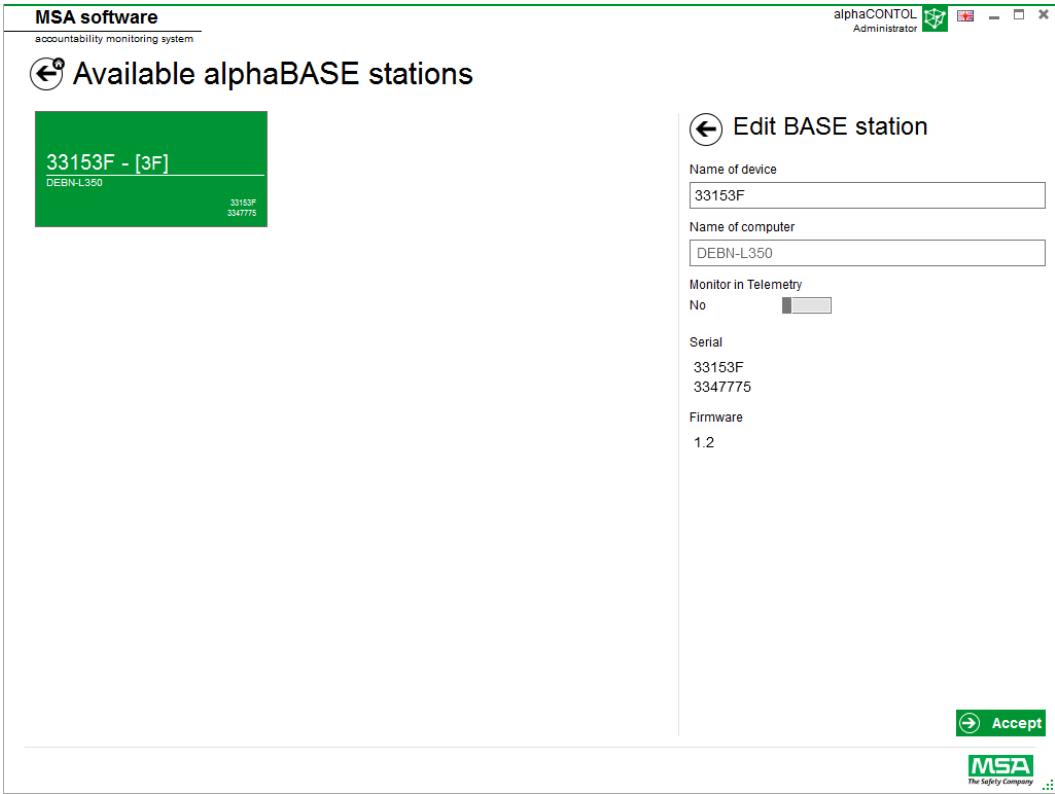 MSA software
accountability monitoring system
alphaCONTOL
Administrator
Available alphaBASE stations
33153F - [3F]
DEBN-L350
33153F
3347775
Edit BASE station
Name of device
33153F
Name of computer
DEBN-L350
Monitor in Telemetry
No
Serial
33153F
3347775
Firmware
1.2
Accept
MSA
The Safety Company